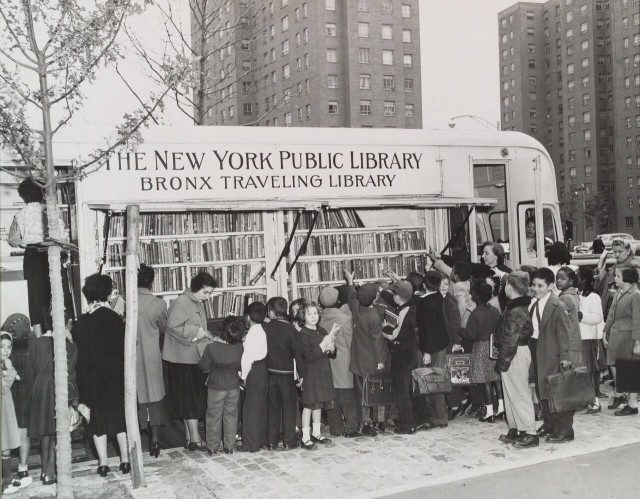 THE NEW YORK PUBLIC LIBRARY
BRONX TRAVELING LIBRARY